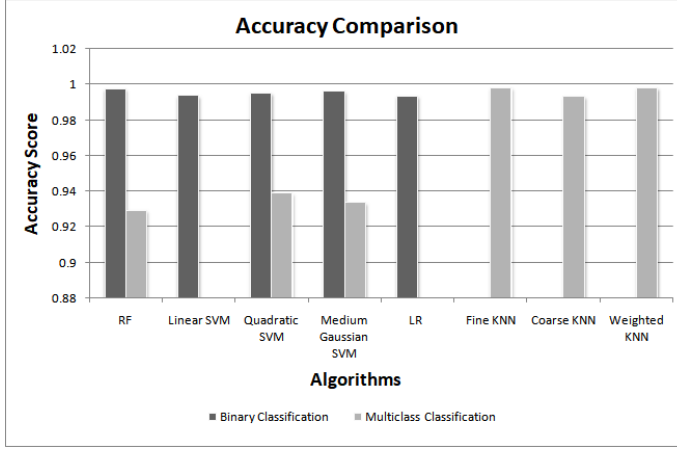 Accuracy Comparison
1.02
1
0.98
0.96
0.94
0.92
0.9
0.88
Accuracy Score
RF
Linear SVM
Quadratic
SVM
Medium
Gaussian
SVM
LR
Fine KNN
Coarse KNN
Weighted
KNN
Algorithms
Binary Classification
Multiclass Classification